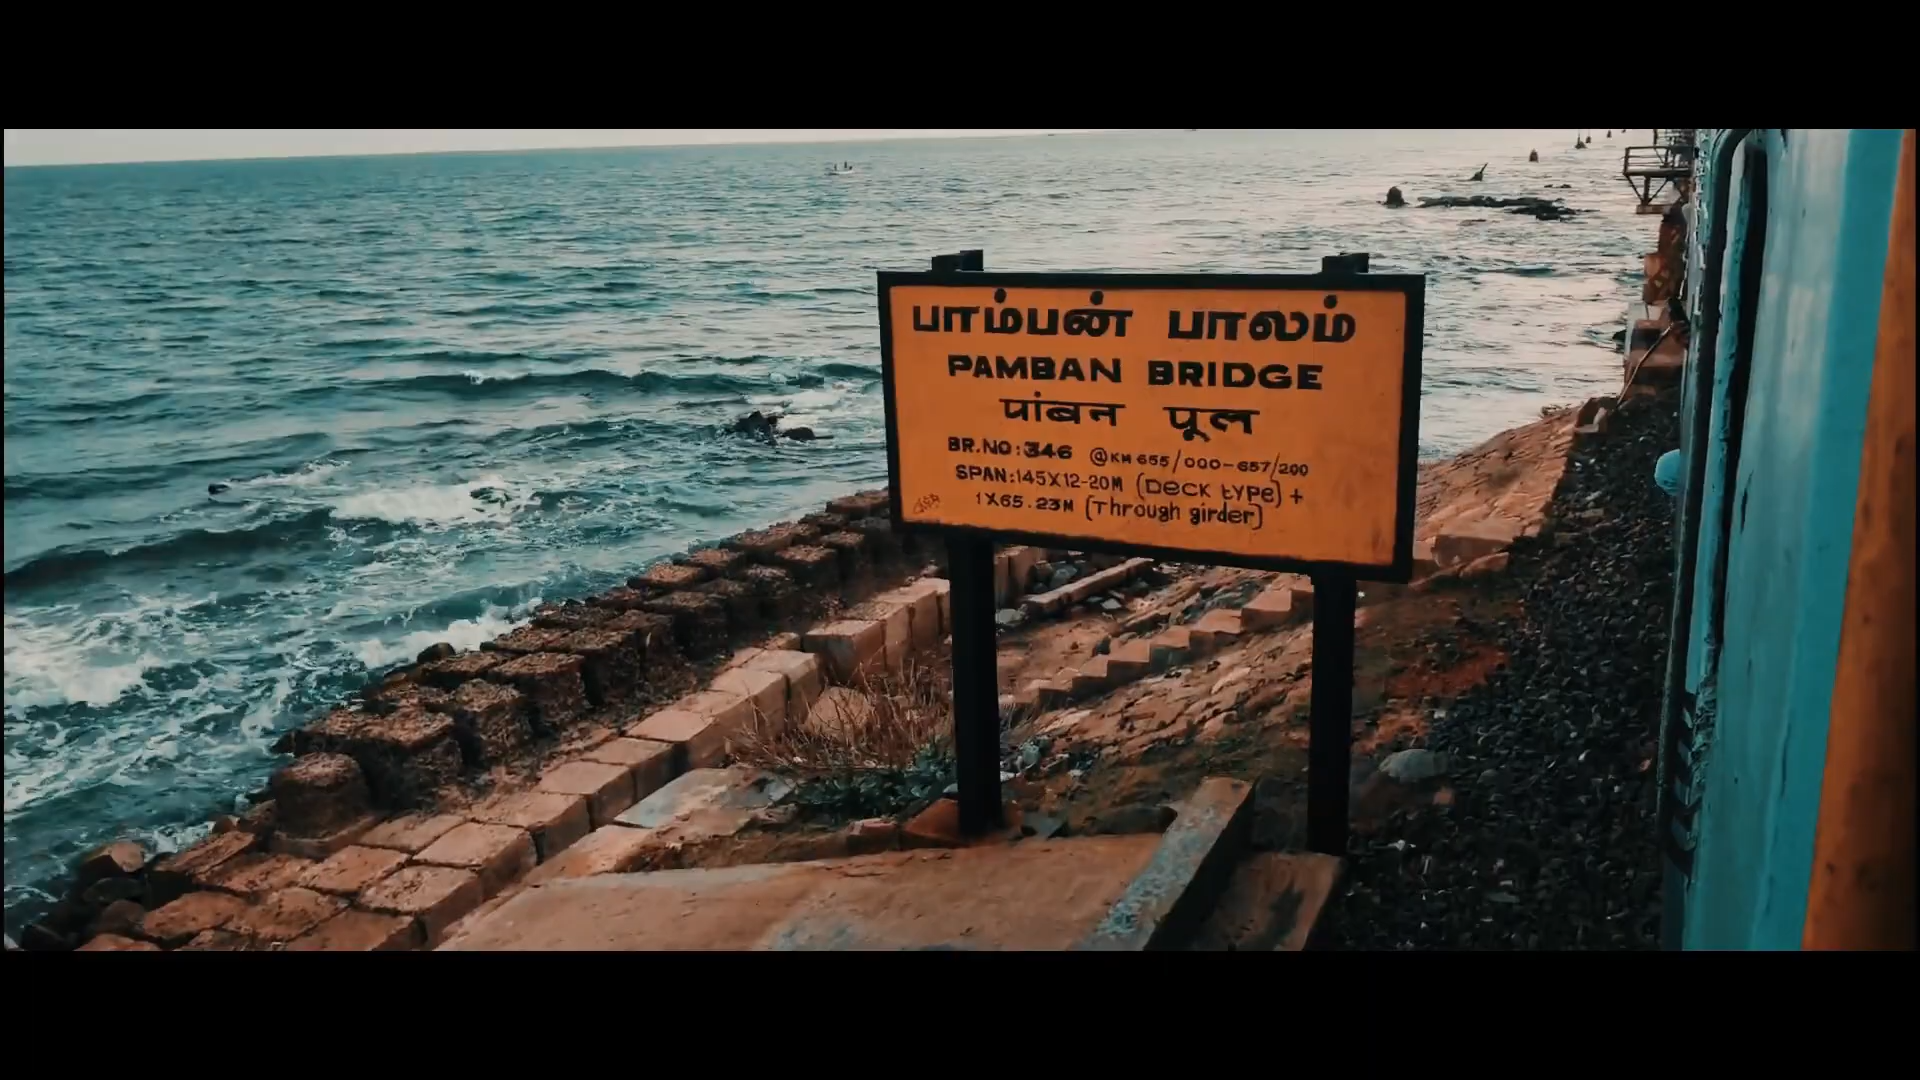 பாம்பன் பாலம்
PAMBAN BRIDGE
पांबन पूल
BR.NO:346 @KM 655/000-657/200
SPAN:145X12-20M (DECK tYPe) +
1X65.23M (Through girder)